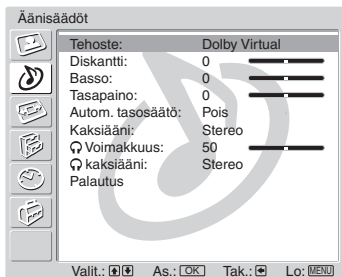 Äänisäädöt
Tehoste: Dolby Virtual
Diskantti: 0
Basso: 0
Tasapaino: 0
Autom. tasosäätö: Pois
Kaksiääni: Stereo
Voimakkuus: 50
kaksiääni: Stereo
Palautus
Valit.: As.: OK Tak.: Lo: MENU